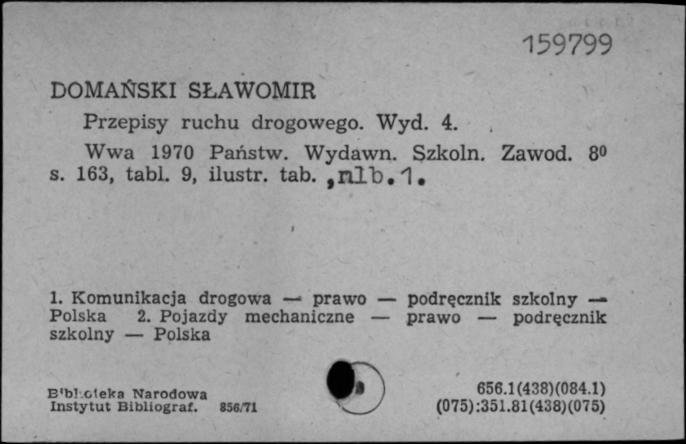 159799
DOMAŃSKI SŁAWOMIR
Przepisy ruchu drogowego. Wyd. 4.
Wwa 1970 Państw. Wydawn. Szkoln. Zawod. 8⁰
s. 163, tabl. 9, ilustr. tab. , nlb. 1.
1. Komunikacja drogowa — prawo — podręcznik szkolny —
Polska 2. Pojazdy mechaniczne — prawo — podręcznik
szkolny — Polska
Biblioteka Narodowa
Instytut Bibliograf. 856/71
656.1(438)(084.1)
(075):351.81(438)(075)